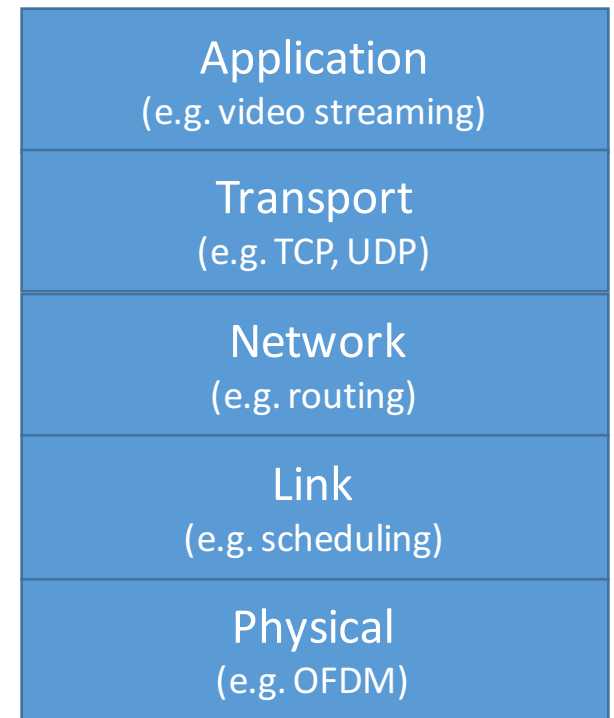 Application
(e.g. video streaming)
Transport
(e.g. TCP, UDP)
Network
(e.g. routing)
Link
(e.g. scheduling)
Physical
(e.g. OFDM)